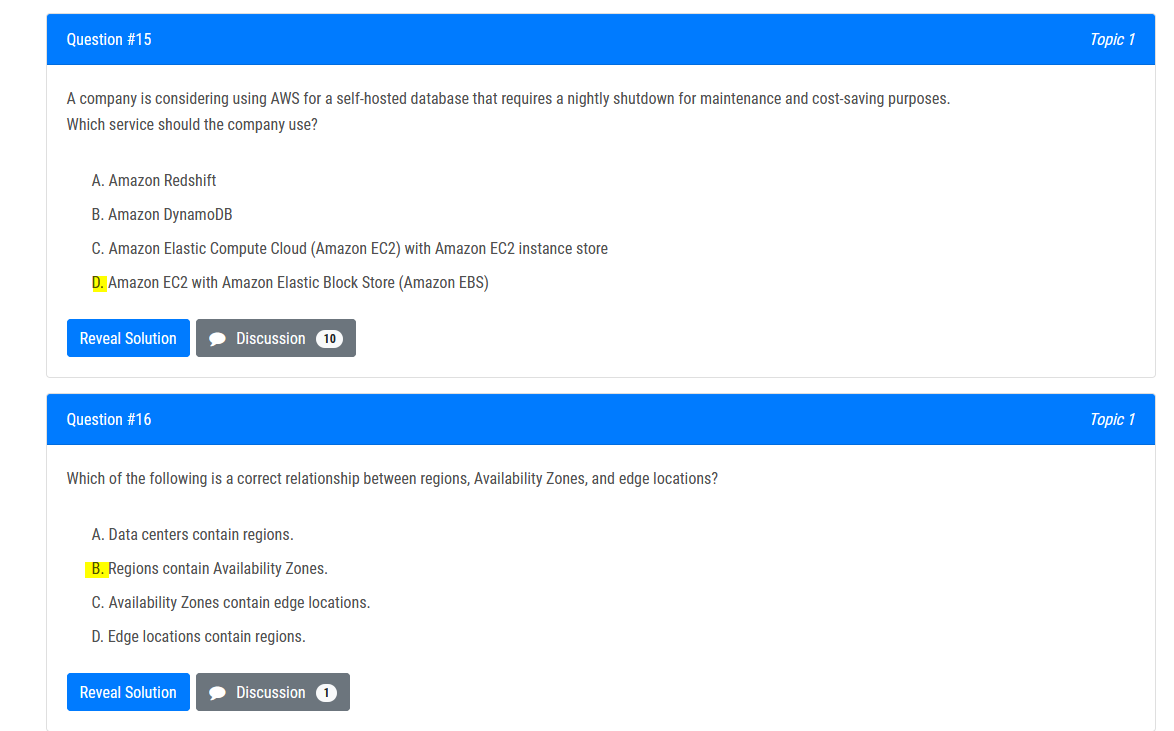 Question #15
Topic 1
A company is considering using AWS for a self-hosted database that requires a nightly shutdown for maintenance and cost-saving purposes.
Which service should the company use?
A. Amazon Redshift
B. Amazon DynamoDB
C. Amazon Elastic Compute Cloud (Amazon EC2) with Amazon EC2 instance store
D. Amazon EC2 with Amazon Elastic Block Store (Amazon EBS)
Reveal Solution
Discussion 10
Question #16
Topic 1
Which of the following is a correct relationship between regions, Availability Zones, and edge locations?
A. Data centers contain regions.
B. Regions contain Availability Zones.
C. Availability Zones contain edge locations.
D. Edge locations contain regions.
Reveal Solution
Discussion 1